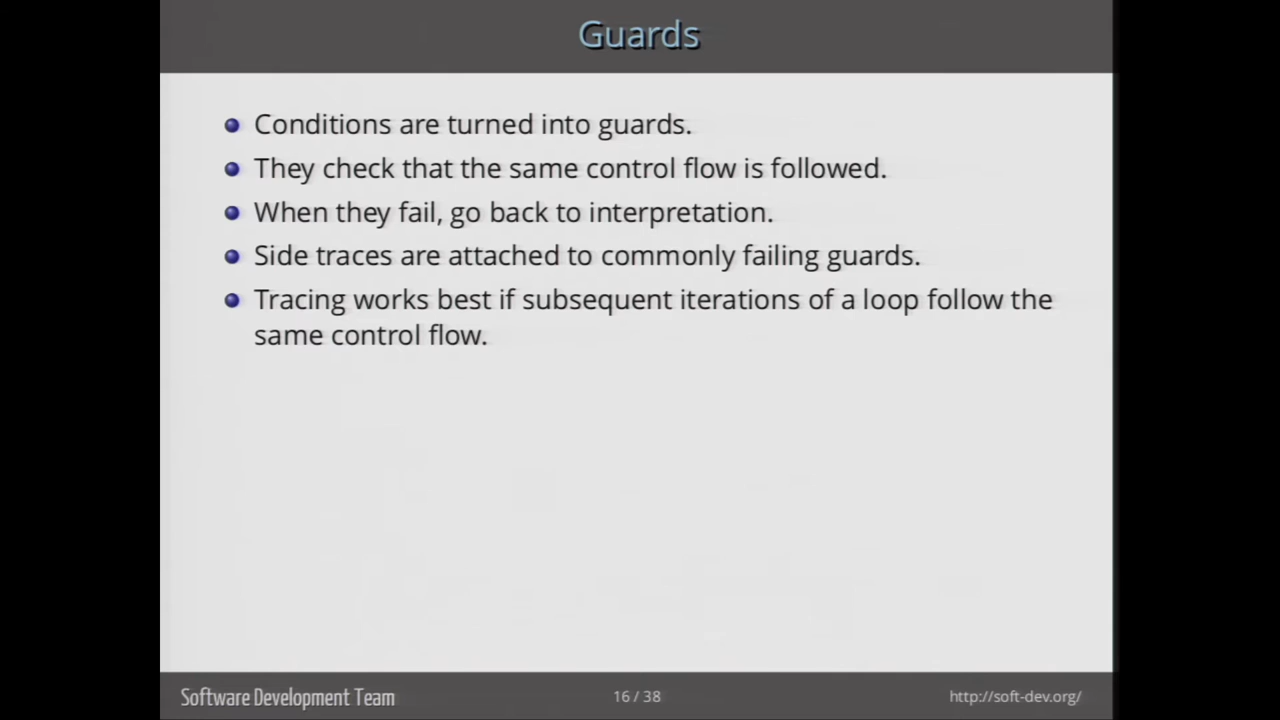 Guards
Conditions are turned into guards.
They check that the same control flow is followed.
When they fail, go back to interpretation.
Side traces are attached to commonly failing guards.
Tracing works best if subsequent iterations of a loop follow the
same control flow.
Software Development Team
16 / 38
http://soft-dev.org/